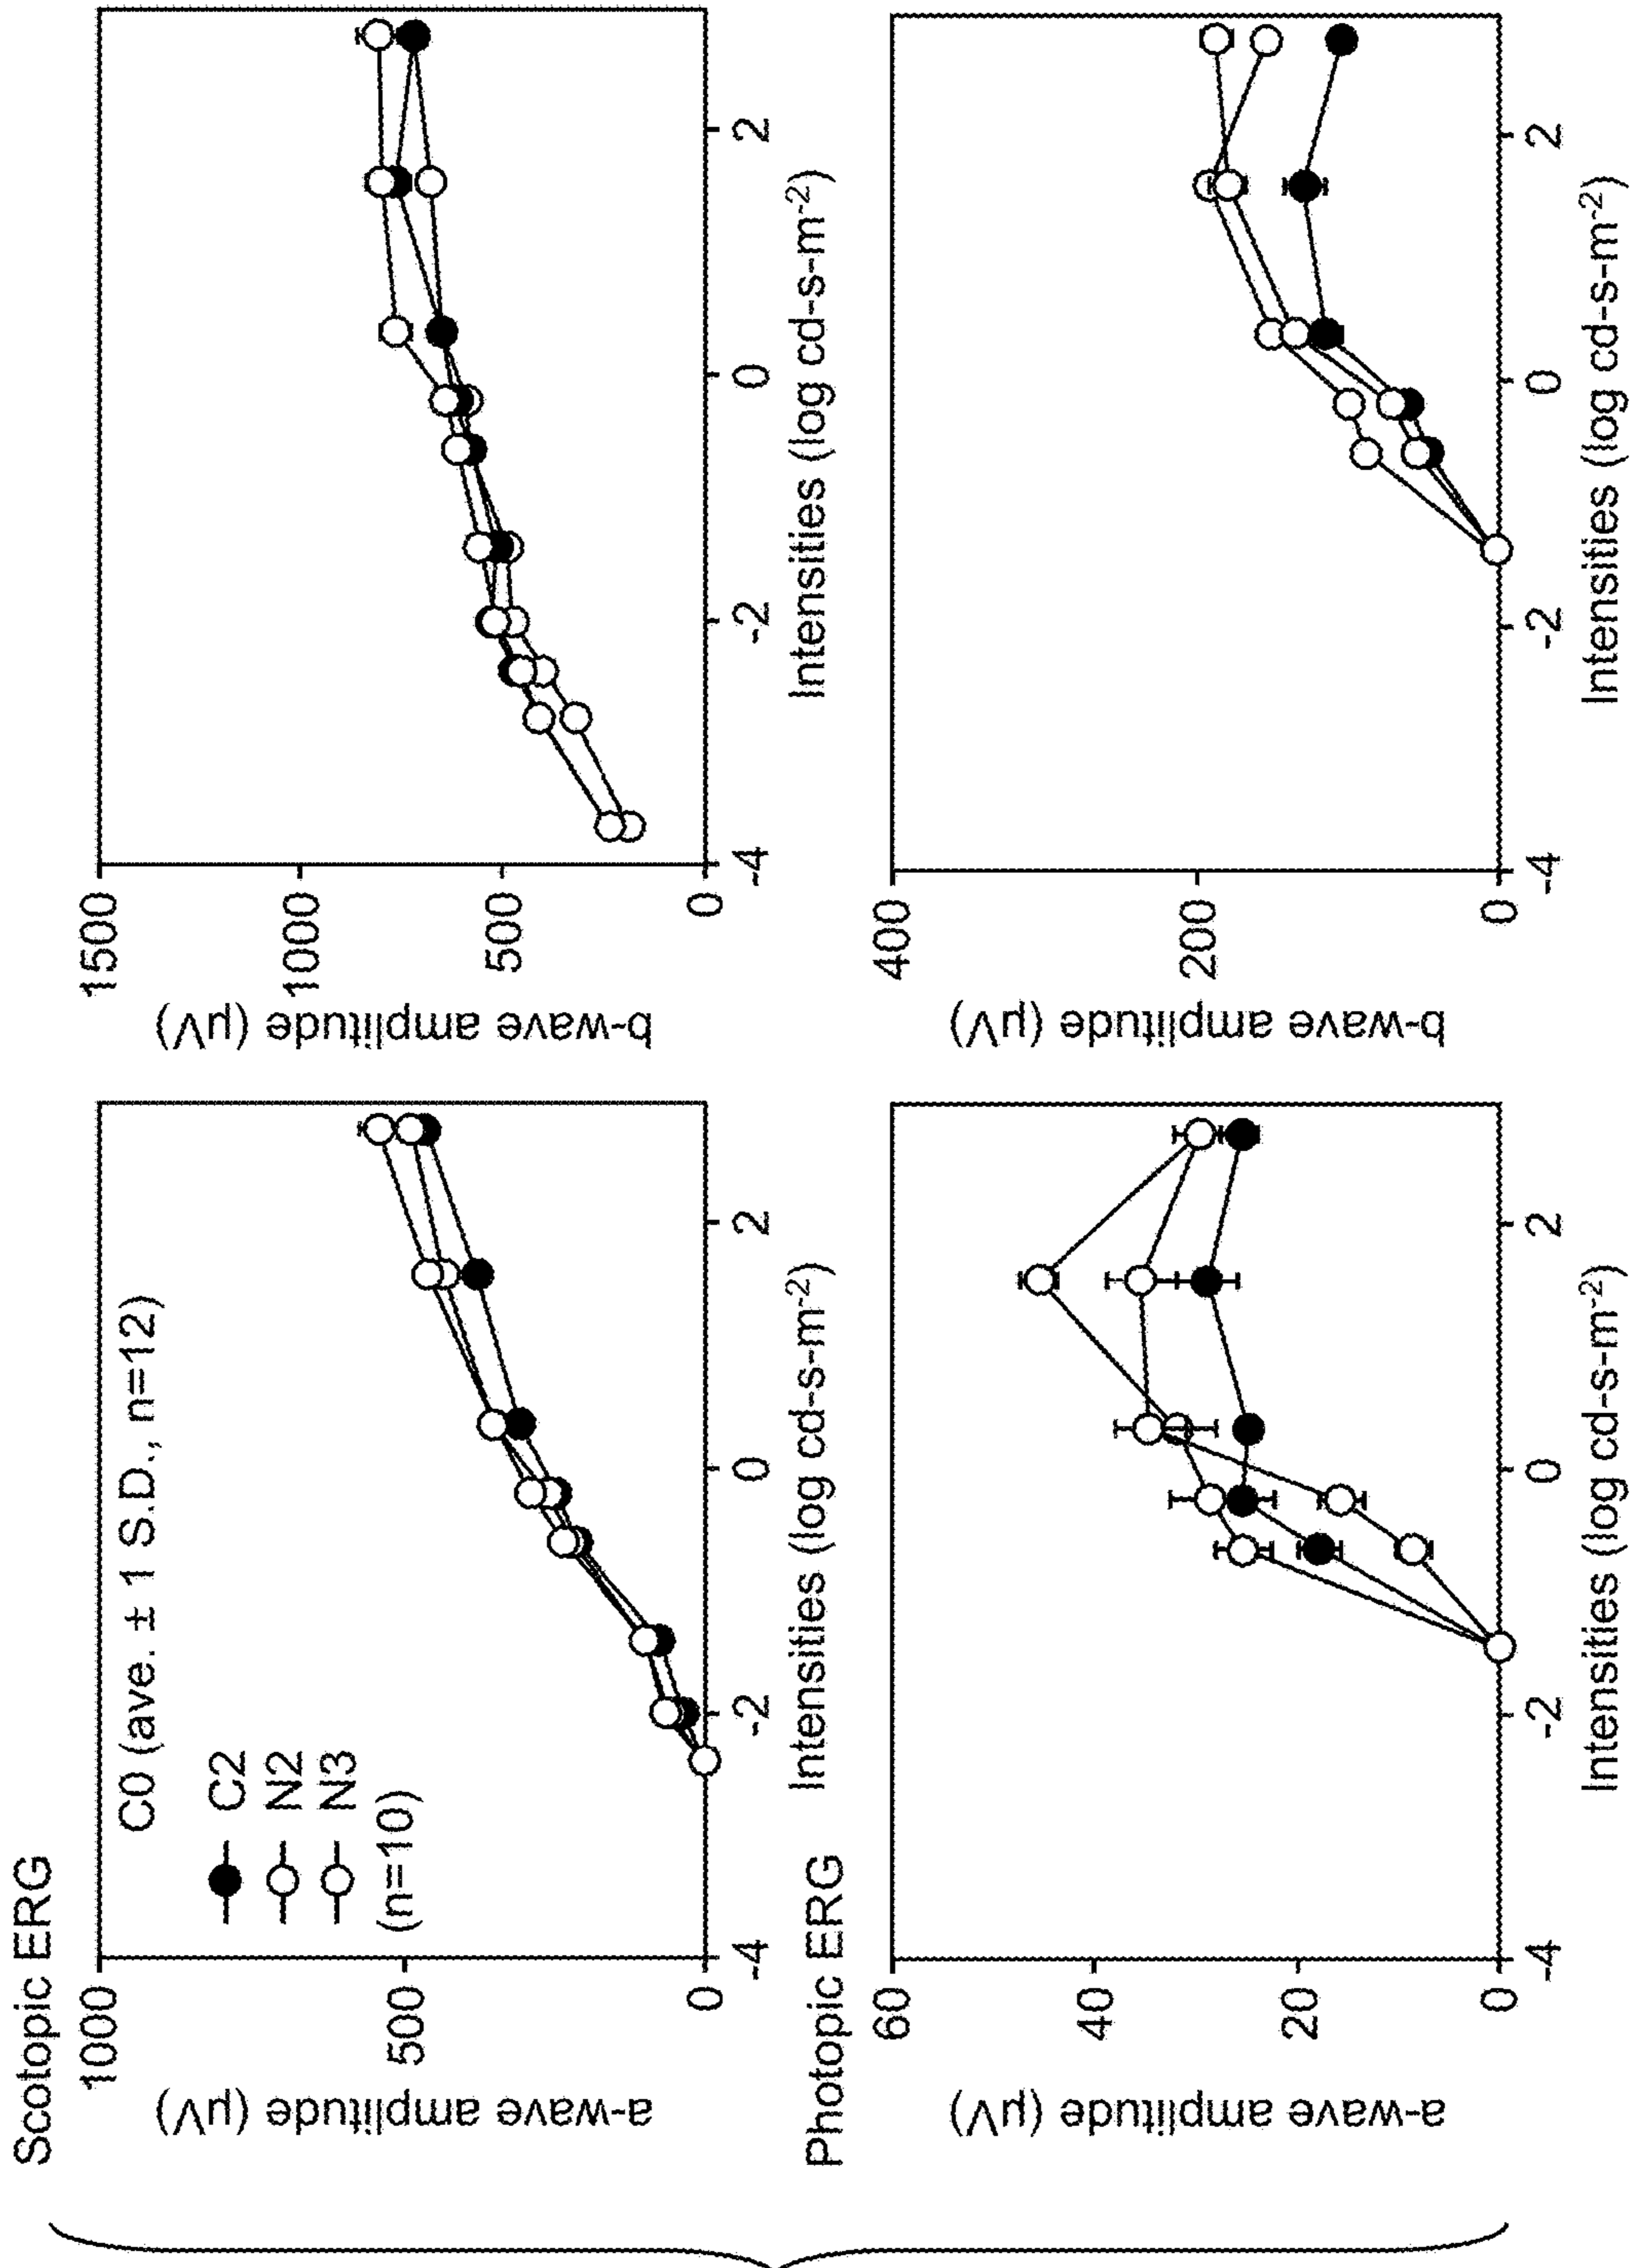 Scotopic ERG
a-wave amplitude (µV)
1000
500
0
C0 (ave. ± 1 S.D., n=12)
C2
N2
N3
(n=10)
-4
-2
0
2
Intensities (log cd-s-m⁻²)
b-wave amplitude (µV)
1500
1000
500
0
-4
-2
0
2
Intensities (log cd-s-m⁻²)
Photopic ERG
a-wave amplitude (µV)
60
40
20
0
-4
-2
0
2
Intensities (log cd-s-m⁻²)
b-wave amplitude (µV)
400
200
0
-4
-2
0
2
Intensities (log cd-s-m⁻²)